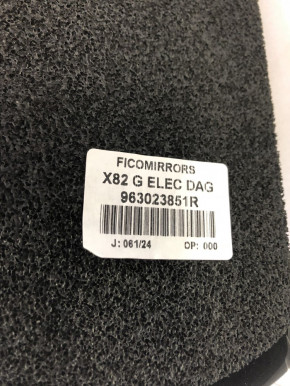 FICOMIRRORS
X82 G ELEC DAG
963023851R
J: 061/24 DP: 000